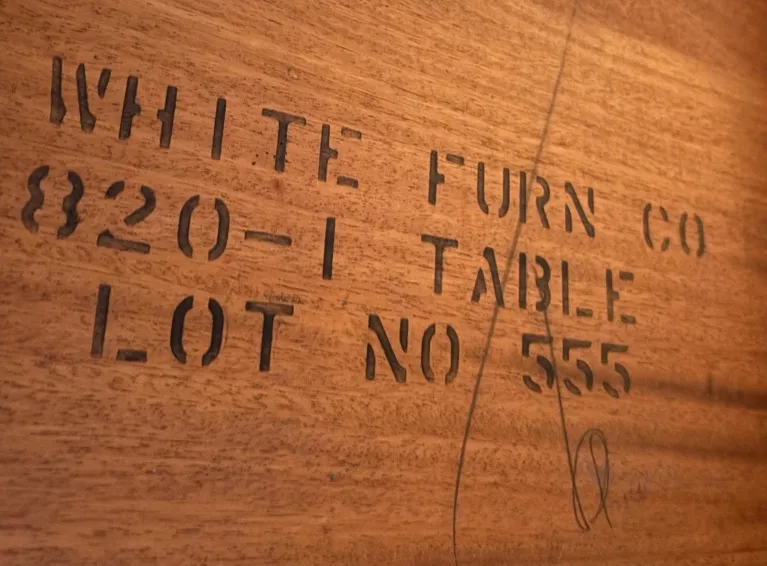 WHITE FURN CO
820-1 TABLE
LOT NO 555